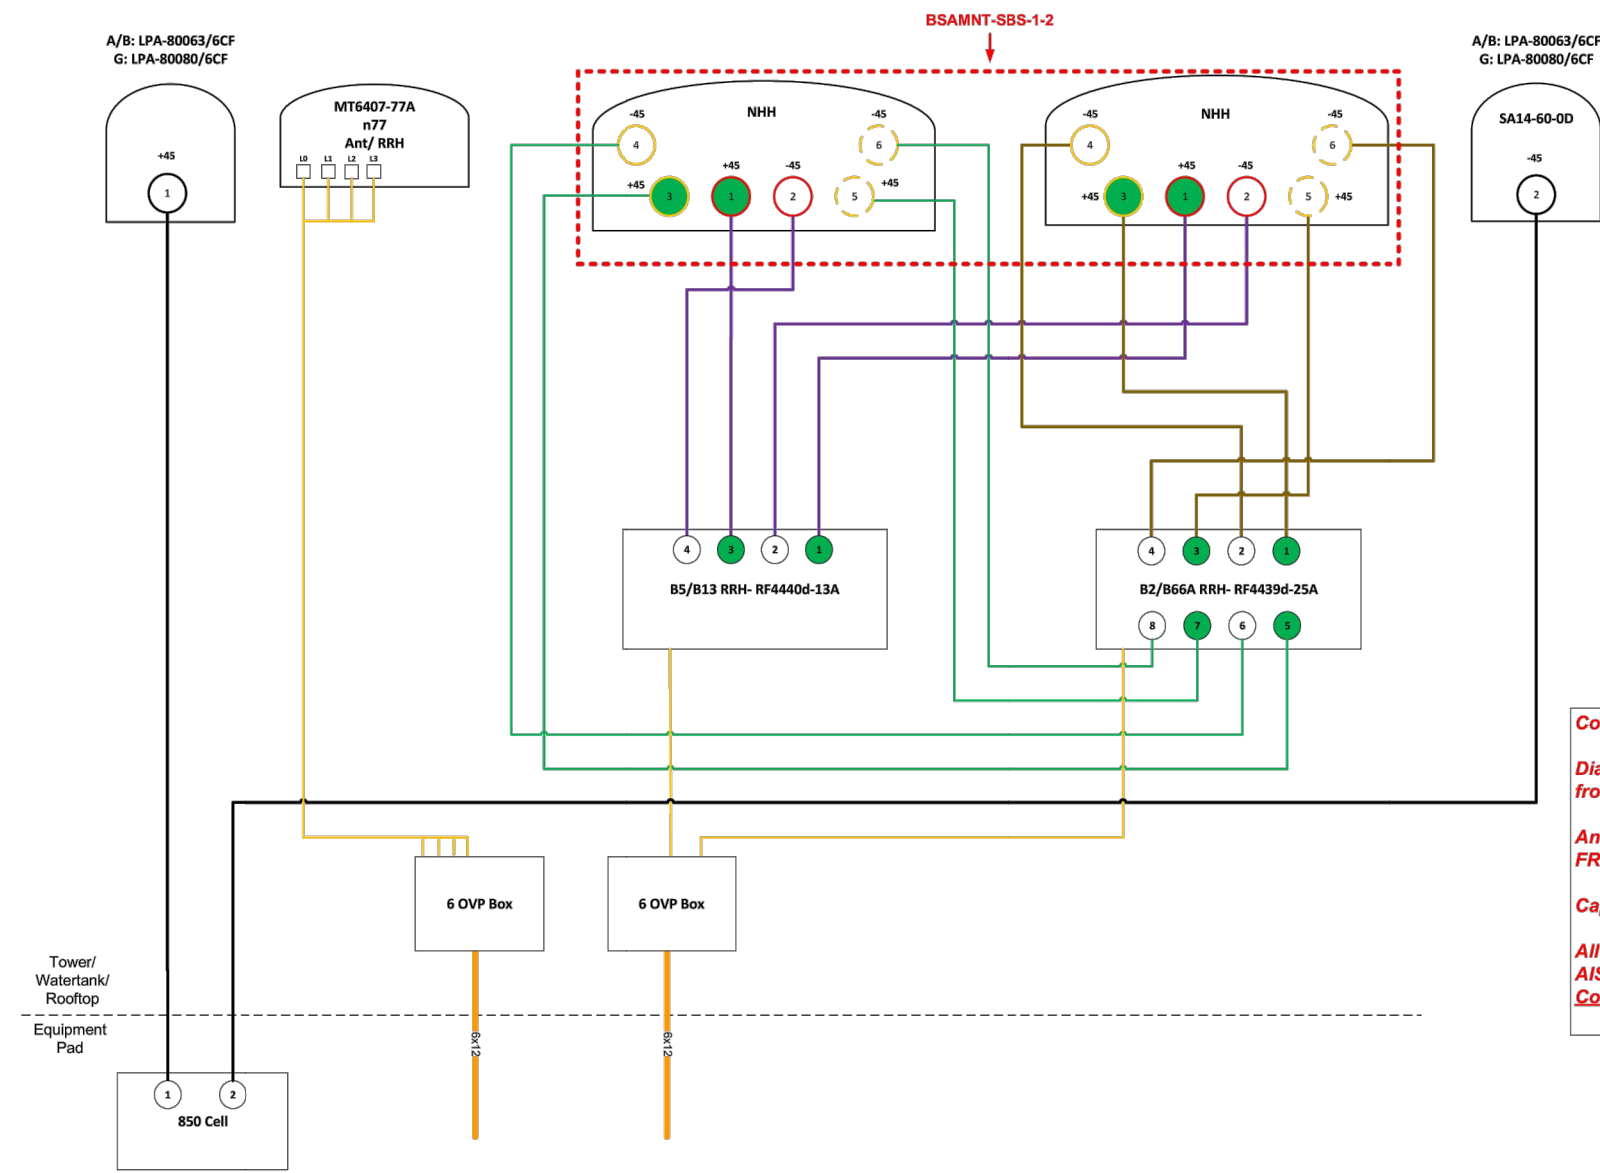 BSAMNT-SBS-1-2
A/B: LPA-80063/6CF
G: LPA-80080/6CF
+45
1
MT6407-77A
n77
Ant/ RRH
L0 L1 L2 L3
NHH
-45 -45
4 6
+45 +45 -45 +45
3 1 2 5
NHH
-45 -45
4 6
+45 +45 -45 +45
3 1 2 5
A/B: LPA-80063/6CF
G: LPA-80080/6CF
SA14-60-0D
-45
2
4 3 2 1
B5/B13 RRH- RF4440d-13A
4 3 2 1
B2/B66A RRH- RF4439d-25A
8 7 6 5
6 OVP Box
6 OVP Box
Tower/
Watertank/
Rooftop
Equipment
Pad
6x12
6x12
1 2
850 Cell
FR
All